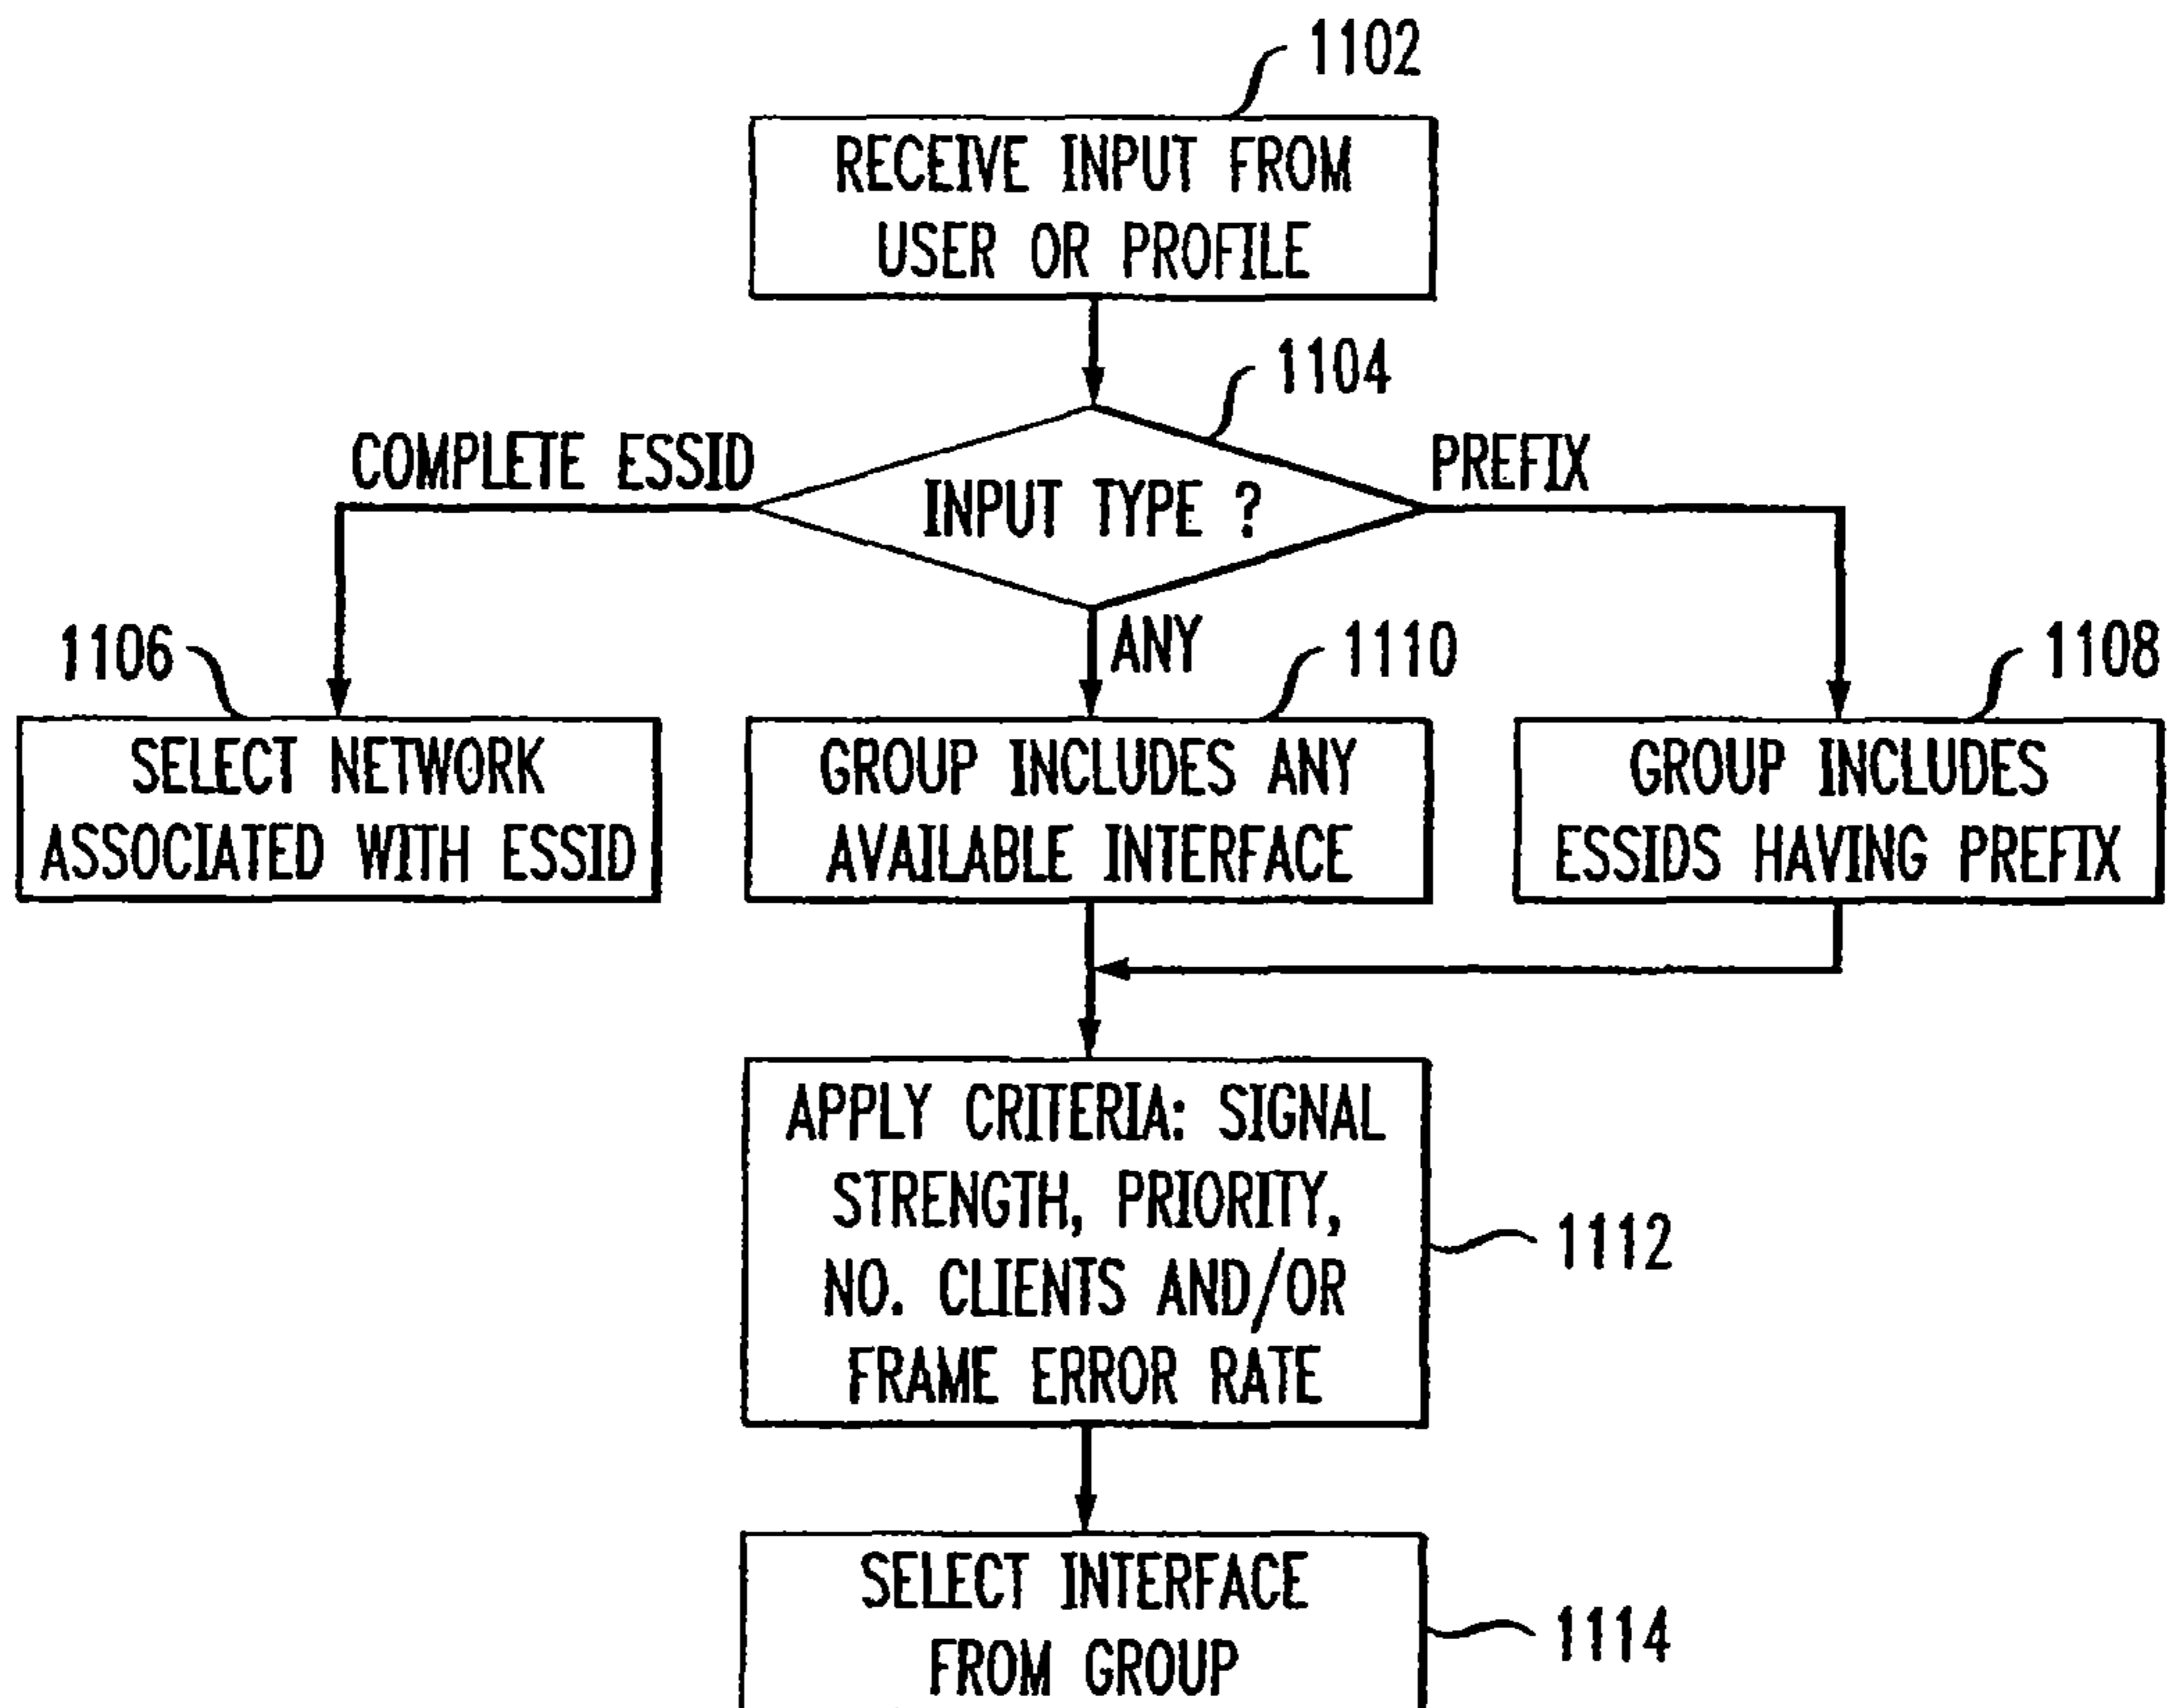 1102
RECEIVE INPUT FROM
USER OR PROFILE
1104
COMPLETE ESSID
INPUT TYPE ?
PREFIX
ANY
1106
1110
1108
SELECT NETWORK
ASSOCIATED WITH ESSID
GROUP INCLUDES ANY
AVAILABLE INTERFACE
GROUP INCLUDES
ESSIDS HAVING PREFIX
APPLY CRITERIA: SIGNAL
STRENGTH, PRIORITY,
NO. CLIENTS AND/OR
FRAME ERROR RATE
1112
SELECT INTERFACE
FROM GROUP
1114